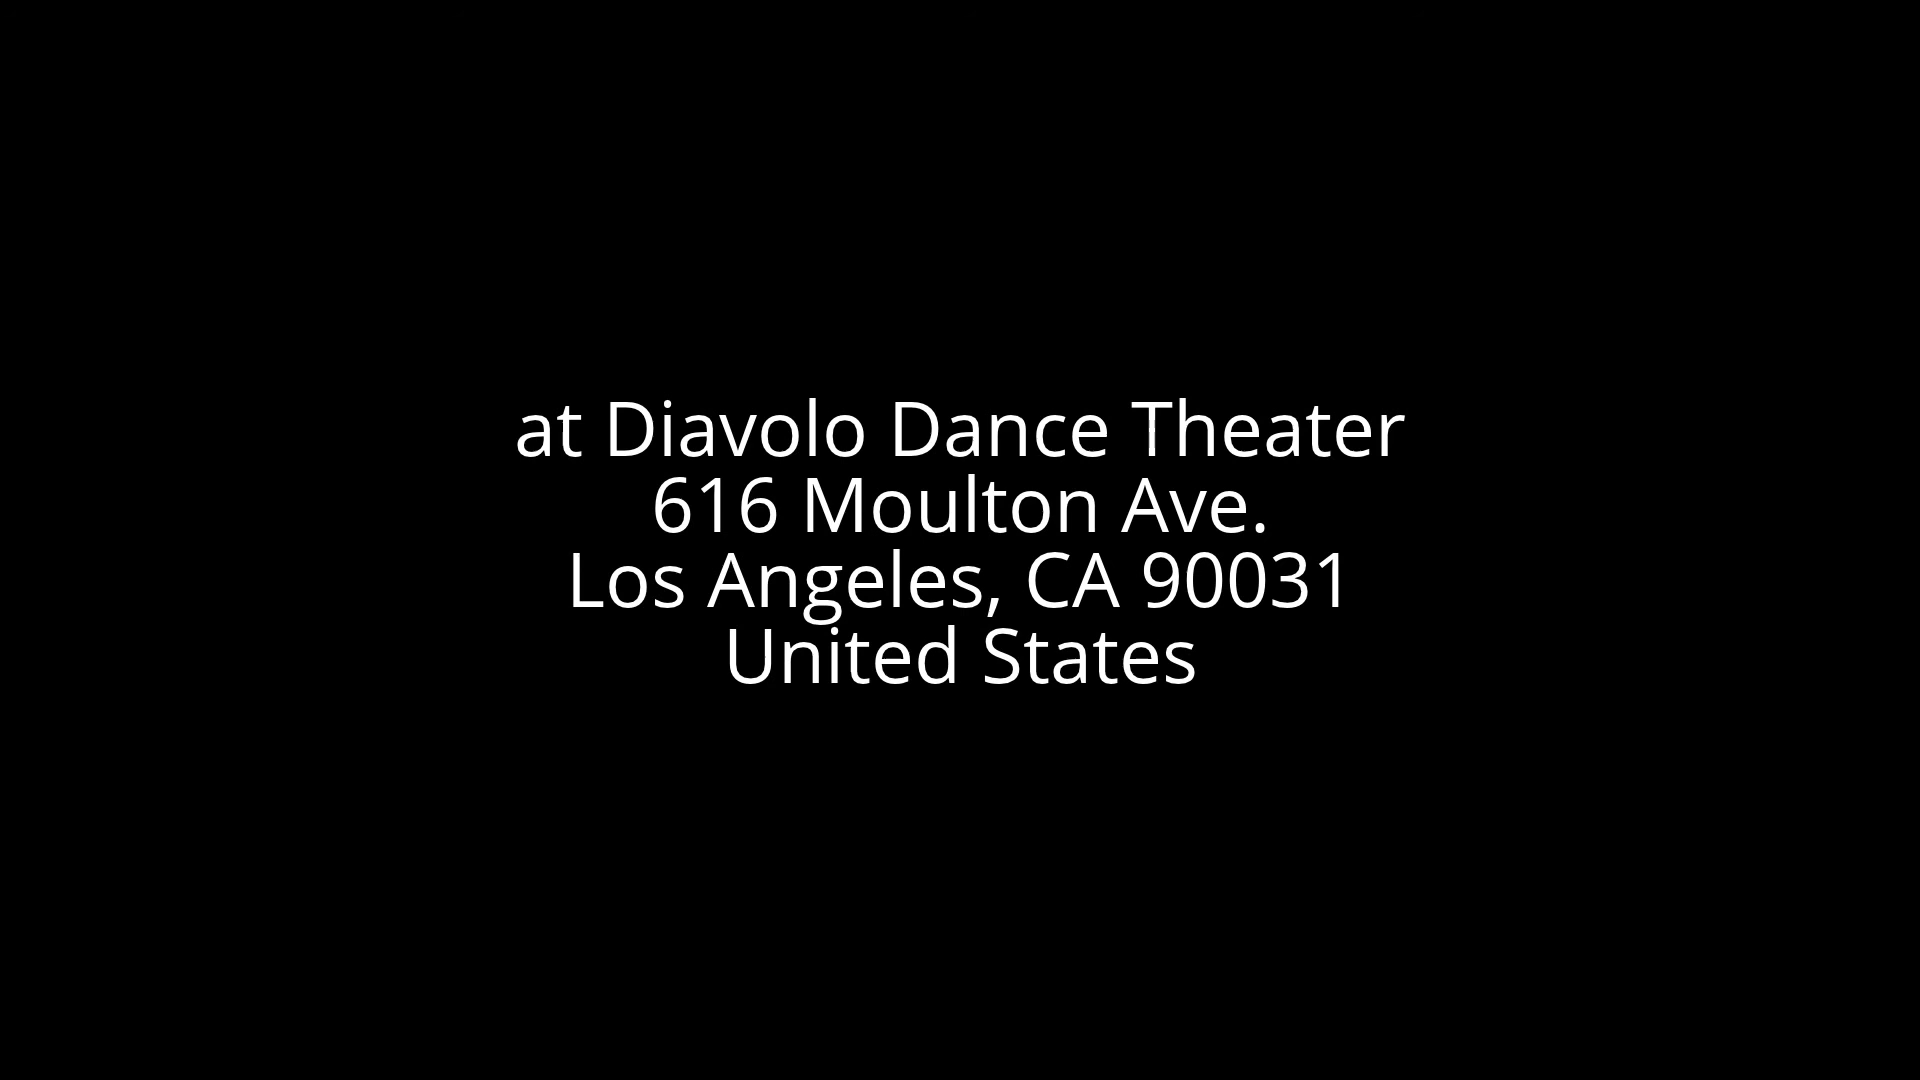 at Diavolo Dance Theater
616 Moulton Ave.
Los Angeles, CA 90031
United States